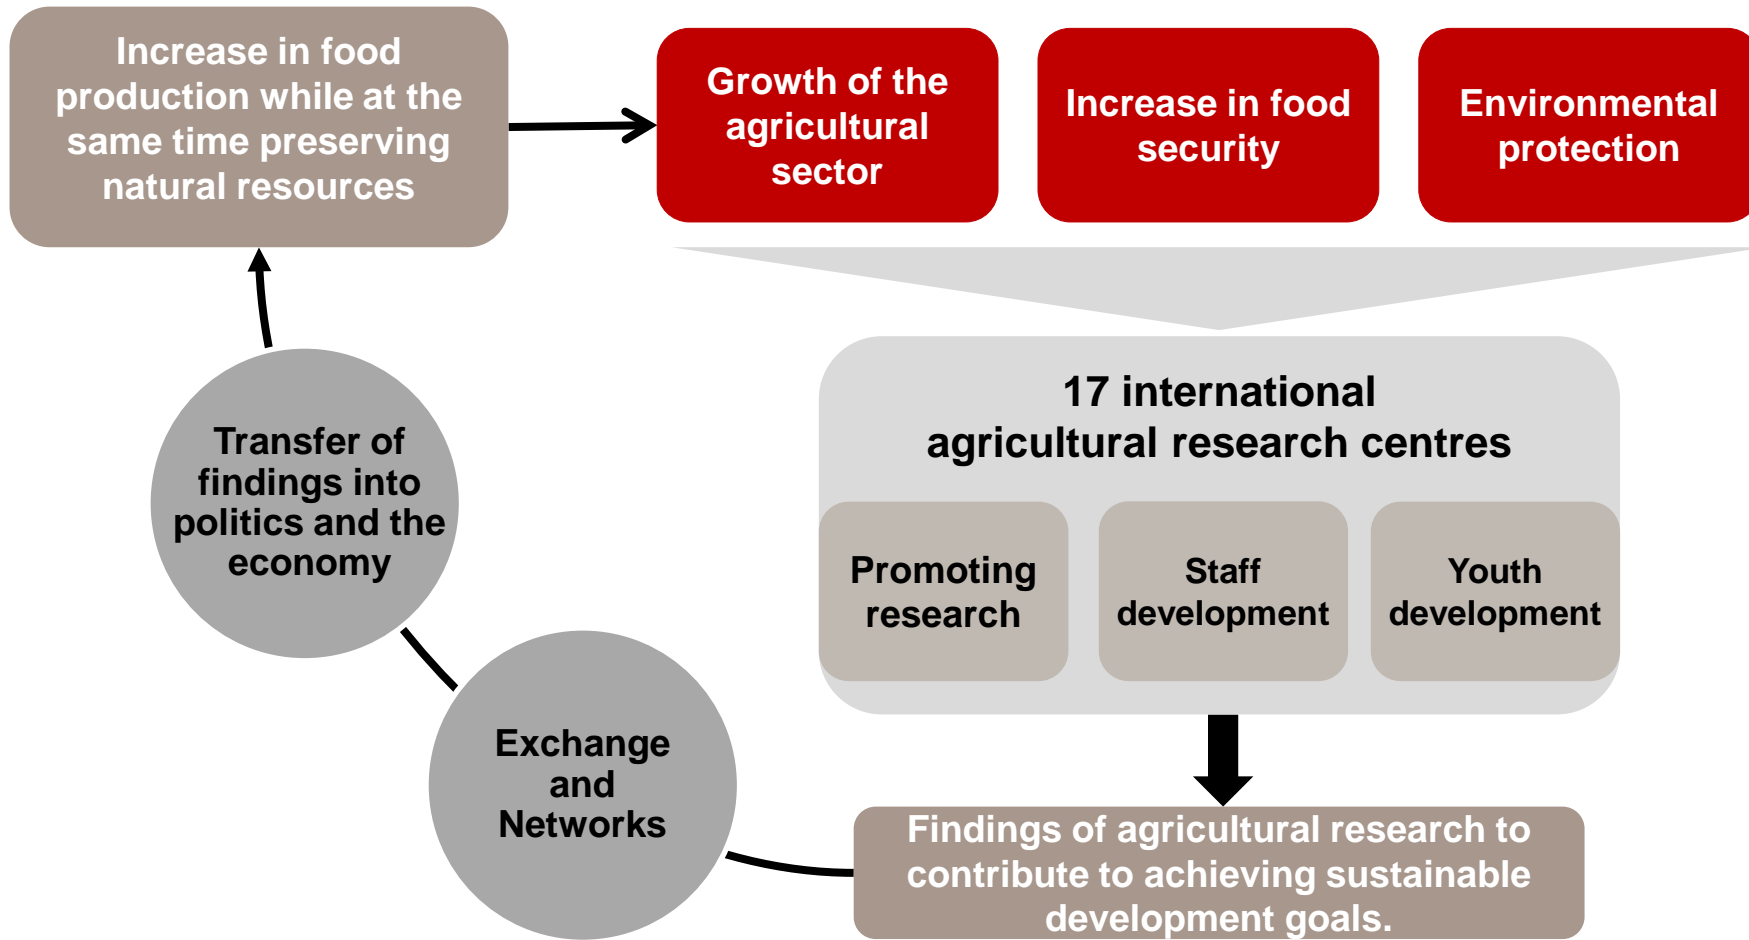 Increase in food
production while at the
same time preserving
natural resources
Growth of the
agricultural
sector
Increase in food
security
Environmental
protection
17 international
agricultural research centres
Promoting
research
Staff
development
Youth
development
Findings of agricultural research to
contribute to achieving sustainable
development goals.
Exchange
and
Networks
Transfer of
findings into
politics and the
economy